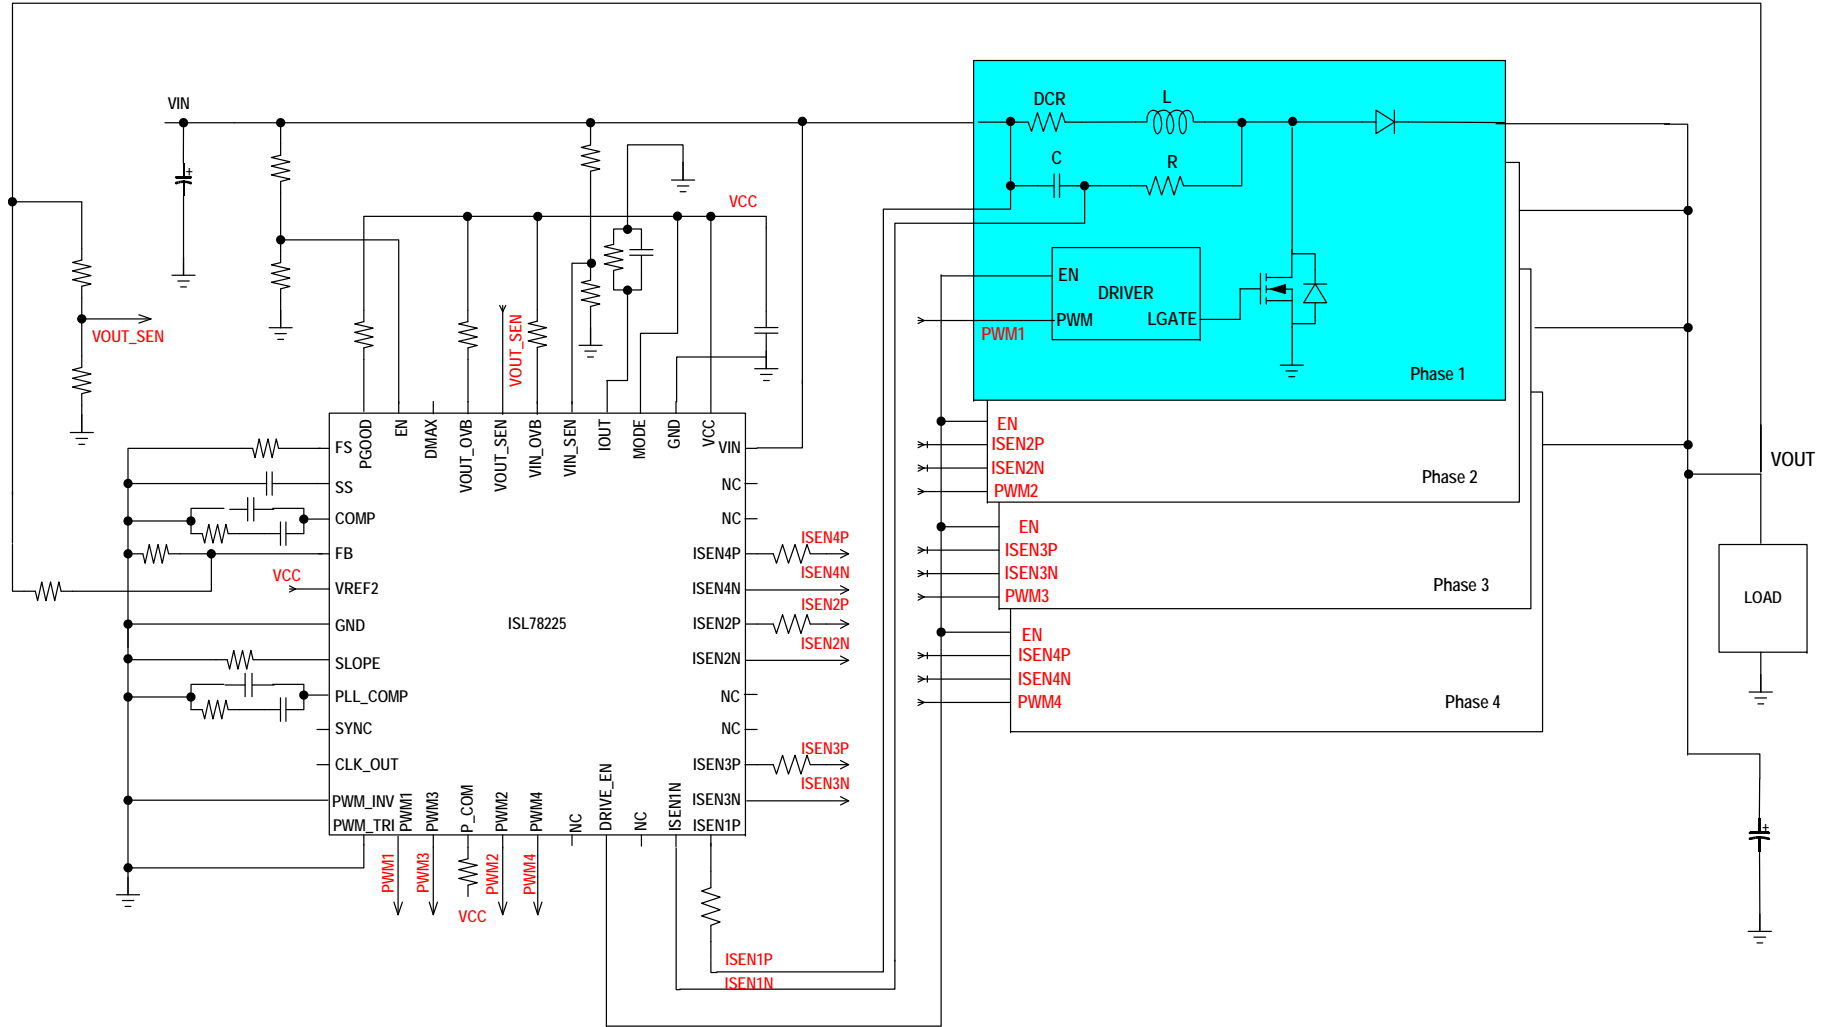 VIN
VCC
VOUT_SEN
VOUT_SEN
PGOOD
EN
DMAX
VOUT_OVB
VOUT_SEN
VIN_OVB
VIN_SEN
IOUT
MODE
GND
VCC
FS
SS
COMP
FB
VCC
VREF2
GND
SLOPE
PLL_COMP
SYNC
CLK_OUT
PWM_INV
PWM_TRI
ISL78225
VIN
NC
NC
ISEN4P
ISEN4N
ISEN2P
ISEN2N
NC
NC
ISEN3P
ISEN3N
ISEN1P
ISEN4P
ISEN4N
ISEN2P
ISEN2N
ISEN3P
ISEN3N
PWM1
PWM3
P_COM
PWM2
PWM4
NC
DRIVE_EN
NC
ISEN1N
PWM1
PWM3
VCC
PWM2
PWM4
ISEN1P
ISEN1N
DCR
L
C
R
EN
DRIVER
PWM
LGATE
PWM1
Phase 1
EN
ISEN2P
ISEN2N
PWM2
Phase 2
EN
ISEN3P
ISEN3N
PWM3
Phase 3
EN
ISEN4P
ISEN4N
PWM4
Phase 4
VOUT
LOAD